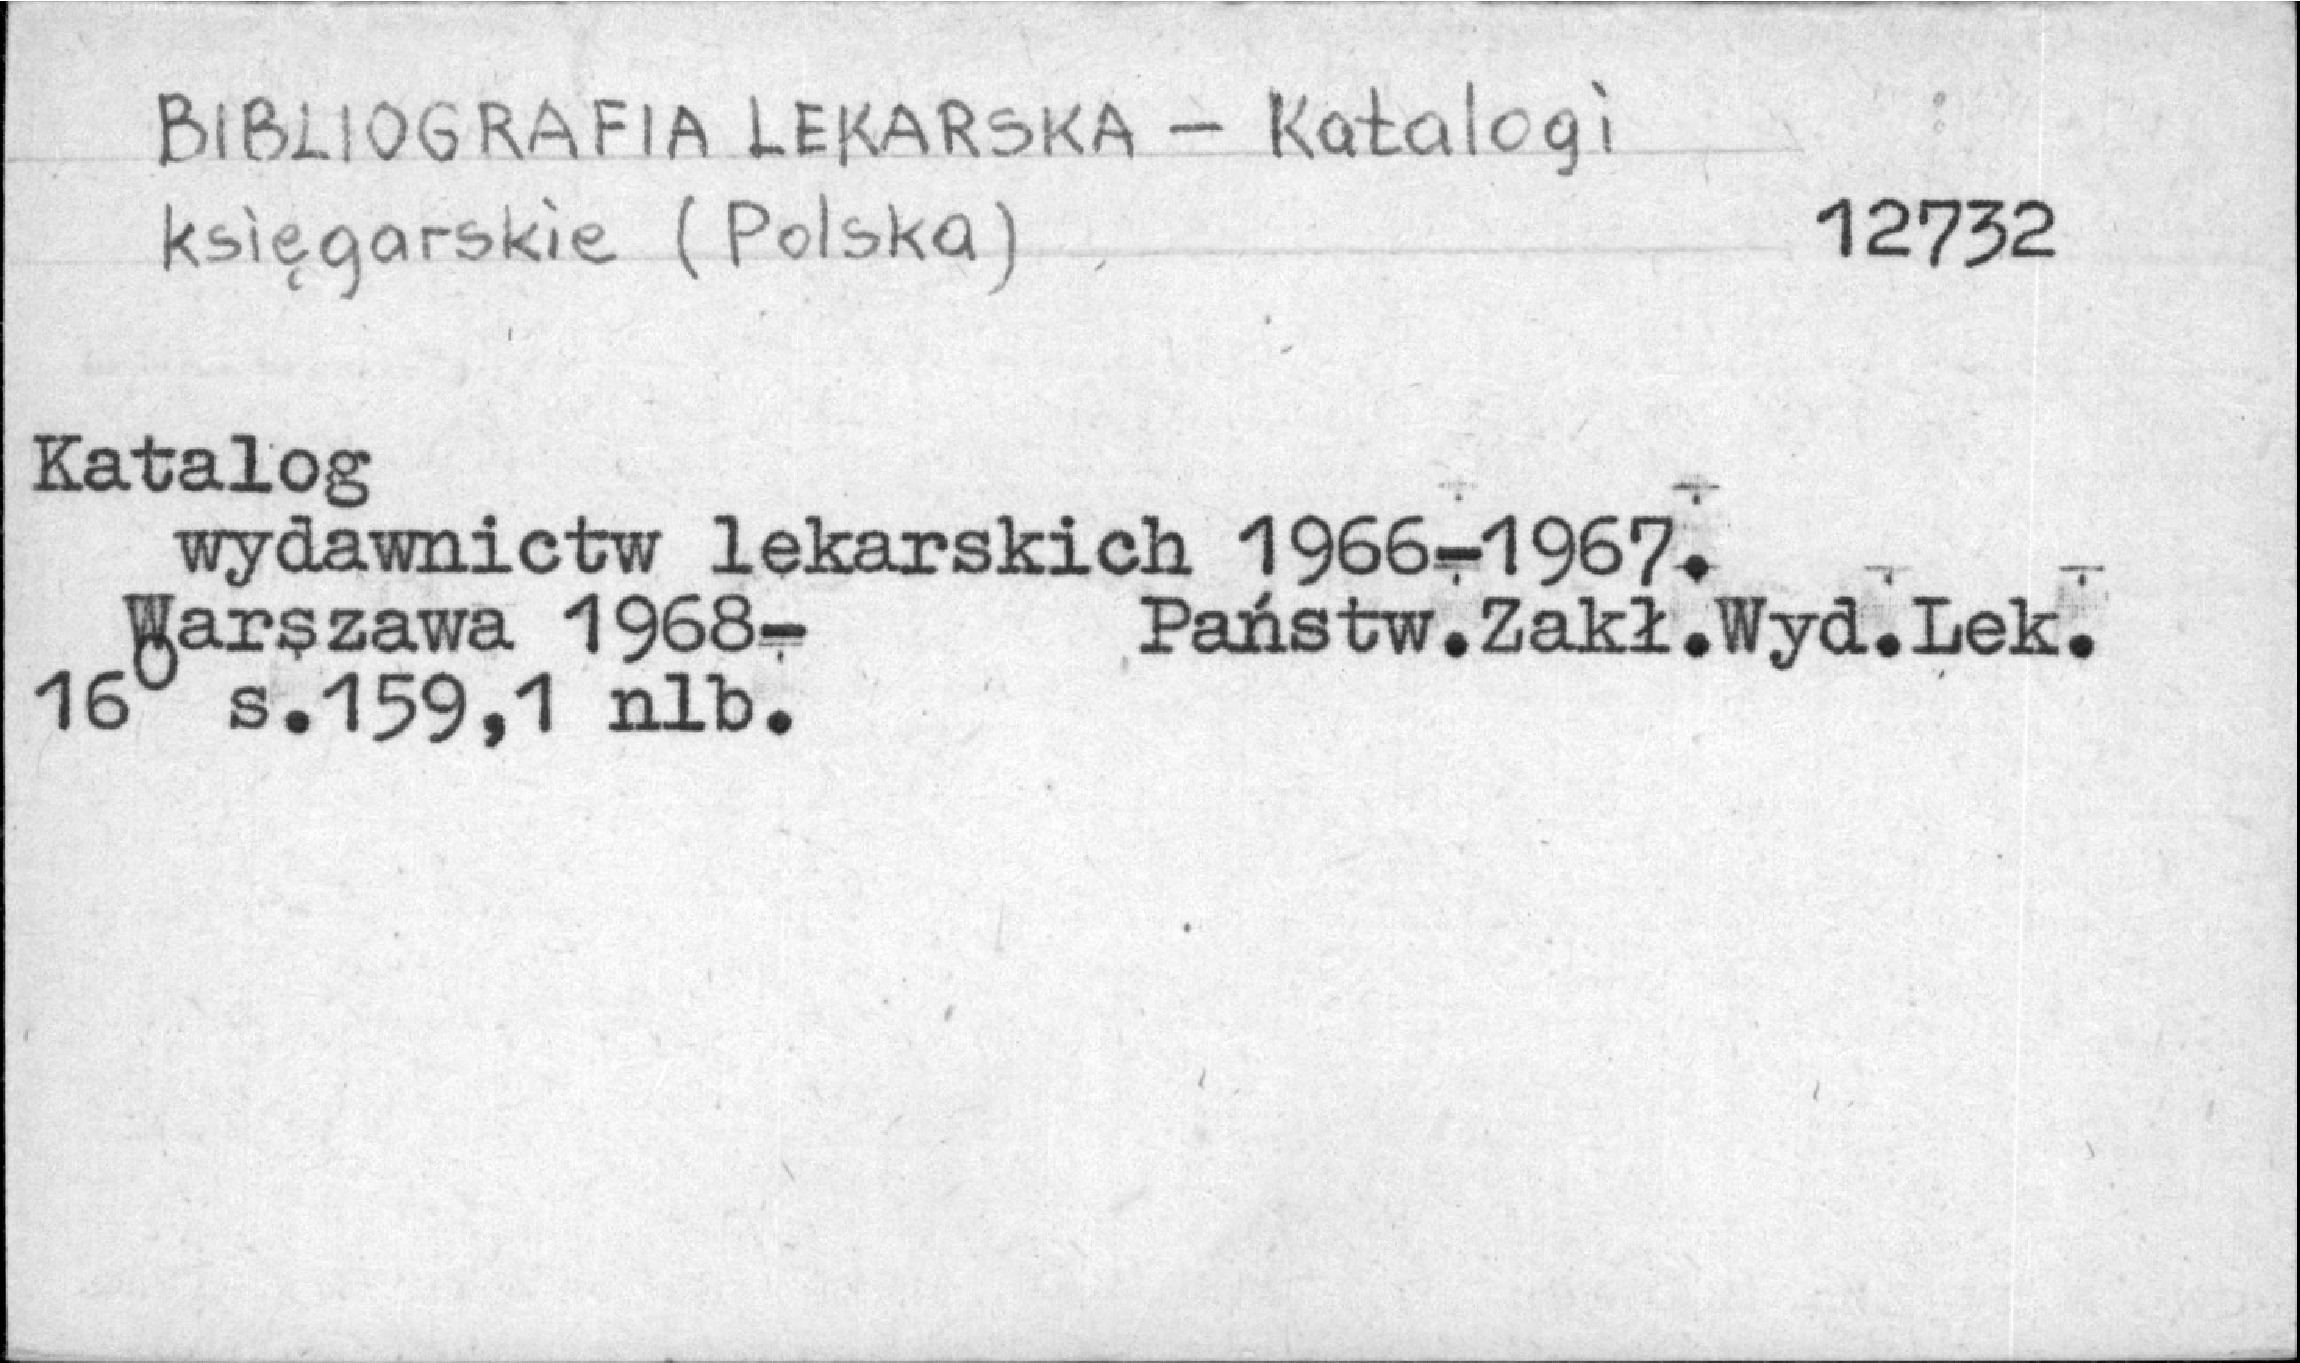 BIBLIOGRAFIA LEKARSKA – Katalogi
księgarskie (Polska)
12732
Katalog
wydawnictw lekarskich 1966-1967.
Warszawa 1968- Państw.Zakł.Wyd.Lek.
16° s.159,1 nlb.